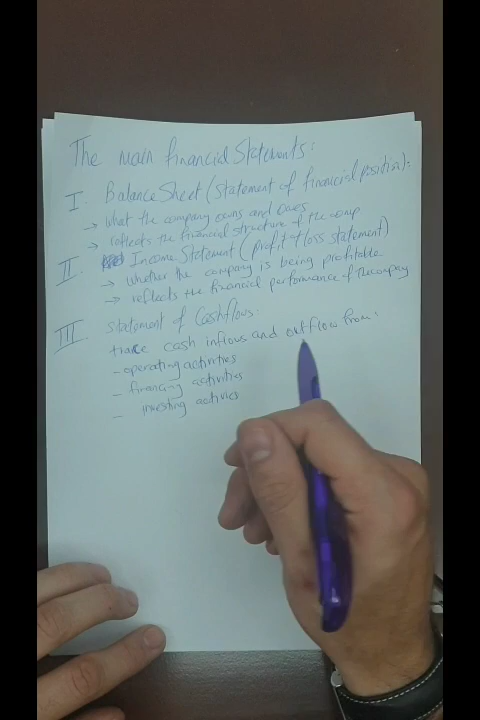 The main financial Statements:
I. Balance Sheet (Statement of financial position):
→ What the company owns and owes
→ reflects the financial structure of the comp
II. Income Statement (profit + loss statement)
→ whether the company is being profitable
→ reflects the financial performance of the company
III Statement of Cashflows:
trace cash inflows and outflow from:
- operating activities
- financing activities
- investing activies